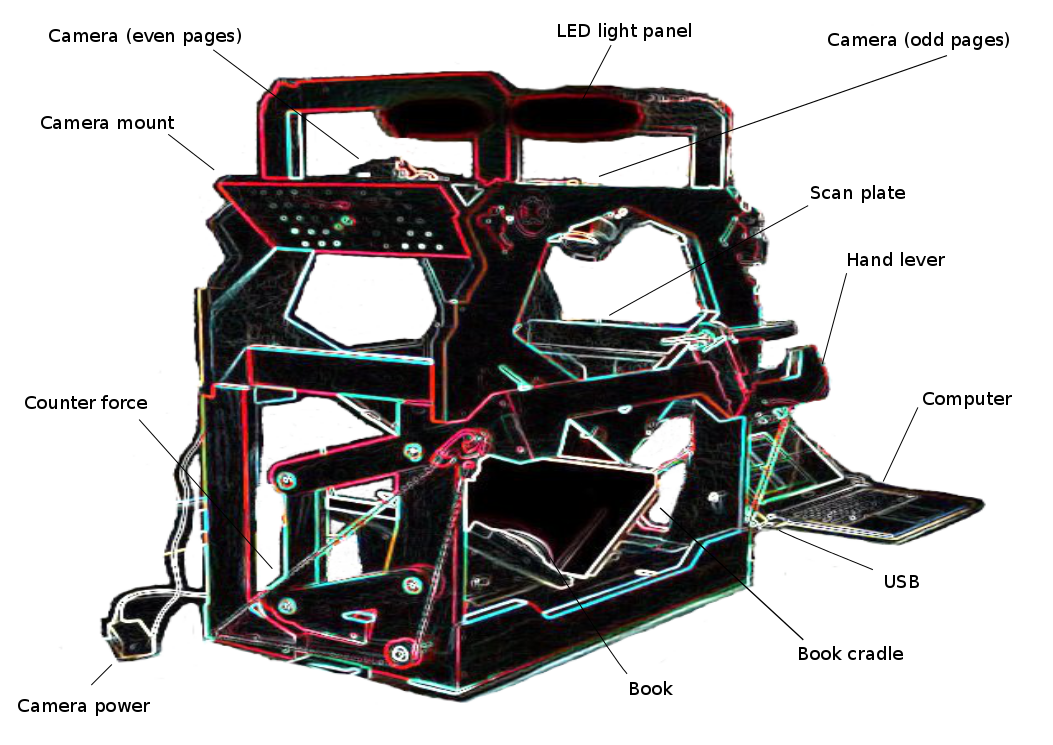 Camera (even pages)
LED light panel
Camera (odd pages)
Camera mount
Scan plate
Hand lever
Counter force
Computer
USB
Book cradle
Book
Camera power